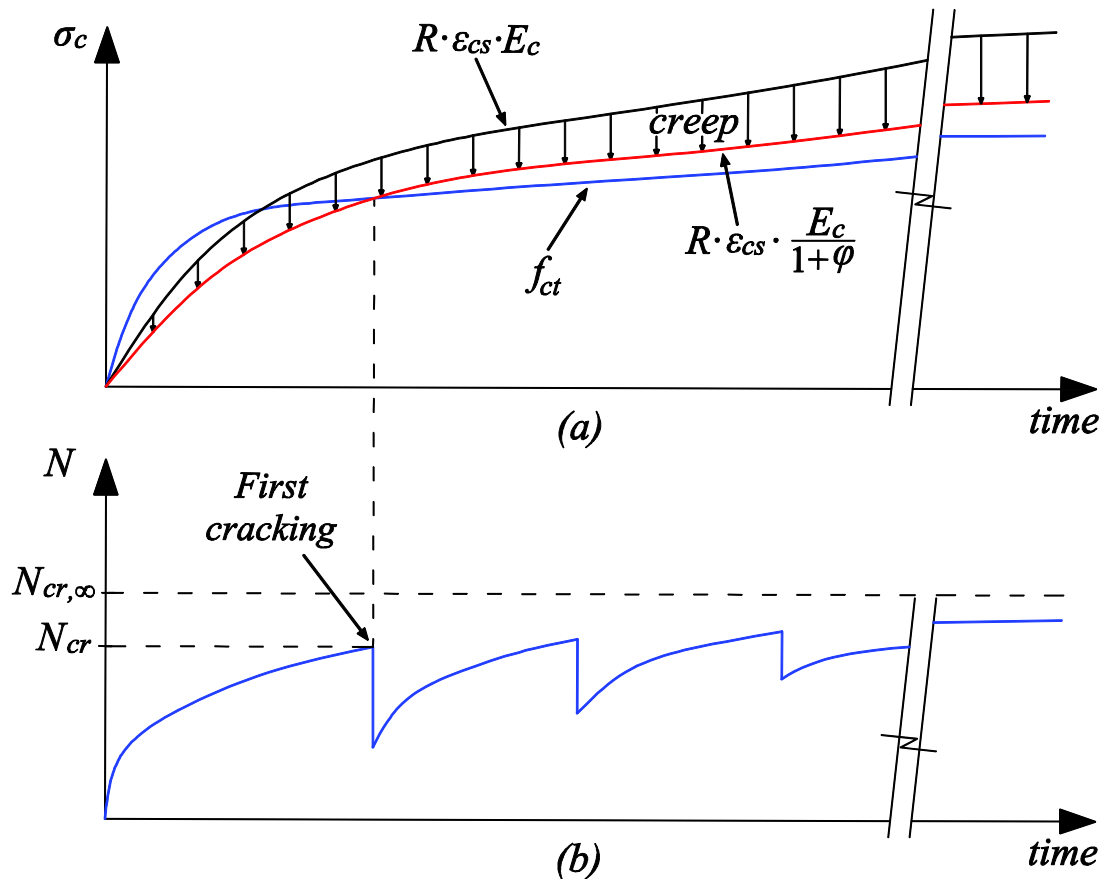 σc
R·εcs·Ec
creep
fct
R·εcs·Ec/1+φ
time
(a)
N
First
cracking
Ncr,∞
Ncr
time
(b)